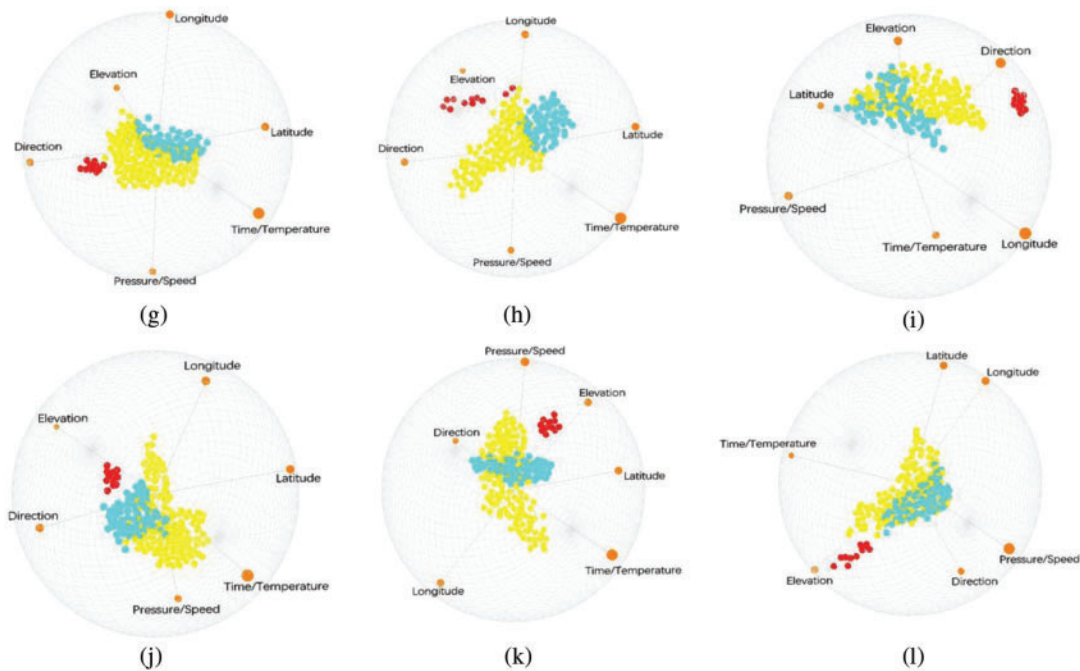 Longitude
Elevation
Latitude
Direction
Time/Temperature
Pressure/Speed
(g)
Longitude
Elevation
Latitude
Direction
Time/Temperature
Pressure/Speed
(h)
Elevation
Direction
Latitude
Pressure/Speed
Time/Temperature
Longitude
(i)
Longitude
Elevation
Latitude
Direction
Time/Temperature
Pressure/Speed
(j)
Pressure/Speed
Elevation
Direction
Latitude
Time/Temperature
Longitude
(k)
Latitude
Longitude
Time/Temperature
Pressure/Speed
Elevation
Direction
(l)